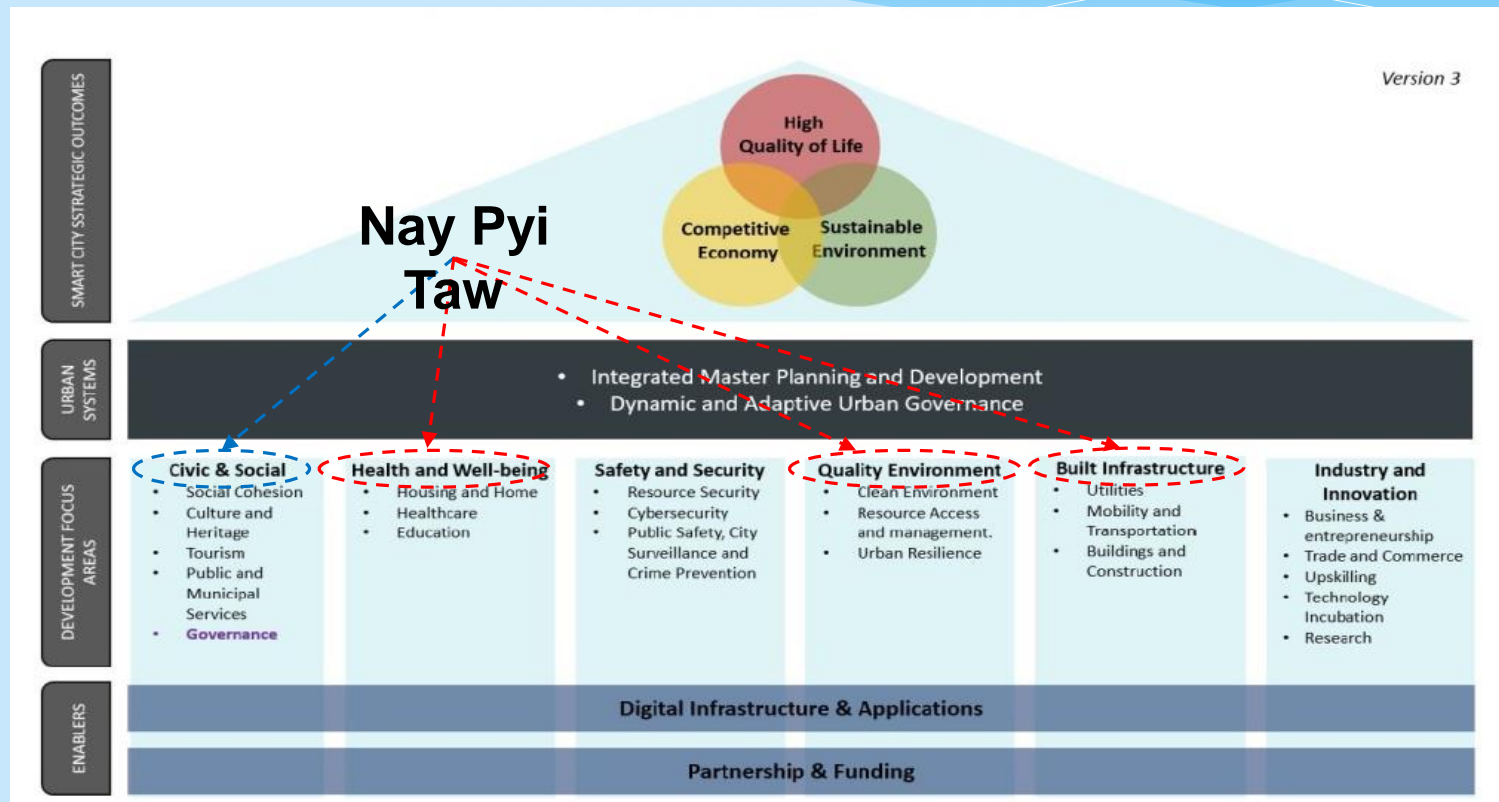 Version 3
SMART CITY SSTRATEGIC OUTCOMES
High
Quality of Life
Competitive
Economy
Sustainable
Environment
Nay Pyi
Taw
URBAN
SYSTEMS
• Integrated Master Planning and Development
• Dynamic and Adaptive Urban Governance
DEVELOPMENT FOCUS
AREAS
Civic & Social
• Social Cohesion
• Culture and
Heritage
• Tourism
• Public and
Municipal
Services
• Governance
Health and Well-being
• Housing and Home
• Healthcare
• Education
Safety and Security
• Resource Security
• Cybersecurity
• Public Safety, City
Surveillance and
Crime Prevention
Quality Environment
• Clean Environment
• Resource Access
and management.
• Urban Resilience
Built Infrastructure
• Utilities
• Mobility and
Transportation
• Buildings and
Construction
Industry and
Innovation
• Business &
entrepreneurship
• Trade and Commerce
• Upskilling
• Technology
Incubation
• Research
ENABLERS
Digital Infrastructure & Applications
Partnership & Funding